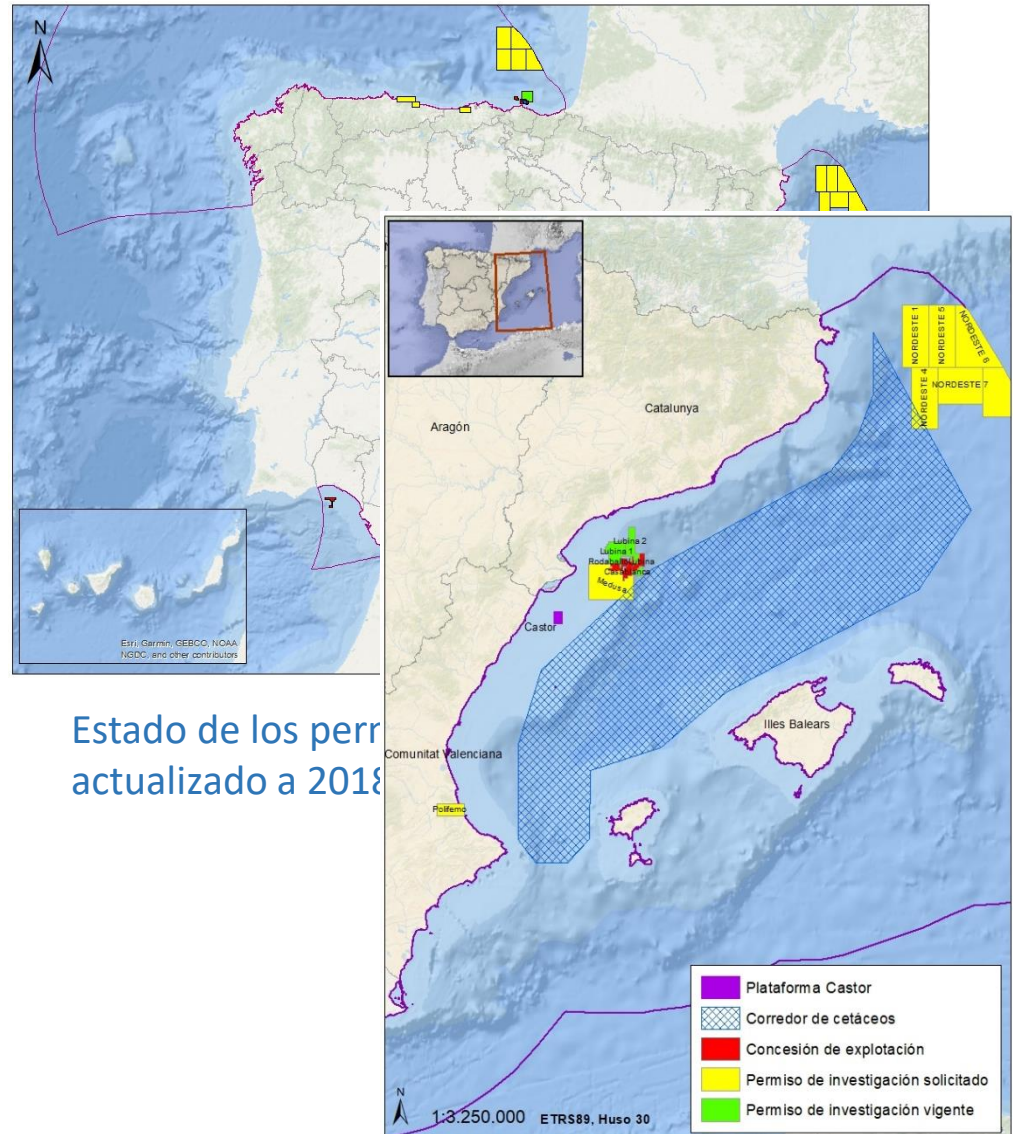 N
Esri, Garmin, GEBCO, NOAA
NGDC, and other contributors
Estado de los
actualizado a 2018
NORDESTE 1
NORDESTE 5
NORDESTE 6
NORDESTE 4
NORDESTE 7
Catalunya
Aragón
Lubina 2
Lubina 1
Rodaballo
Lubina
Casablanca
Medusa
Castor
Illes Balears
Comunitat Valenciana
Polifemo
Plataforma Castor
Corredor de cetáceos
Concesión de explotación
Permiso de investigación solicitado
Permiso de investigación vigente
N
1:3.250.000 ETRS89, Huso 30